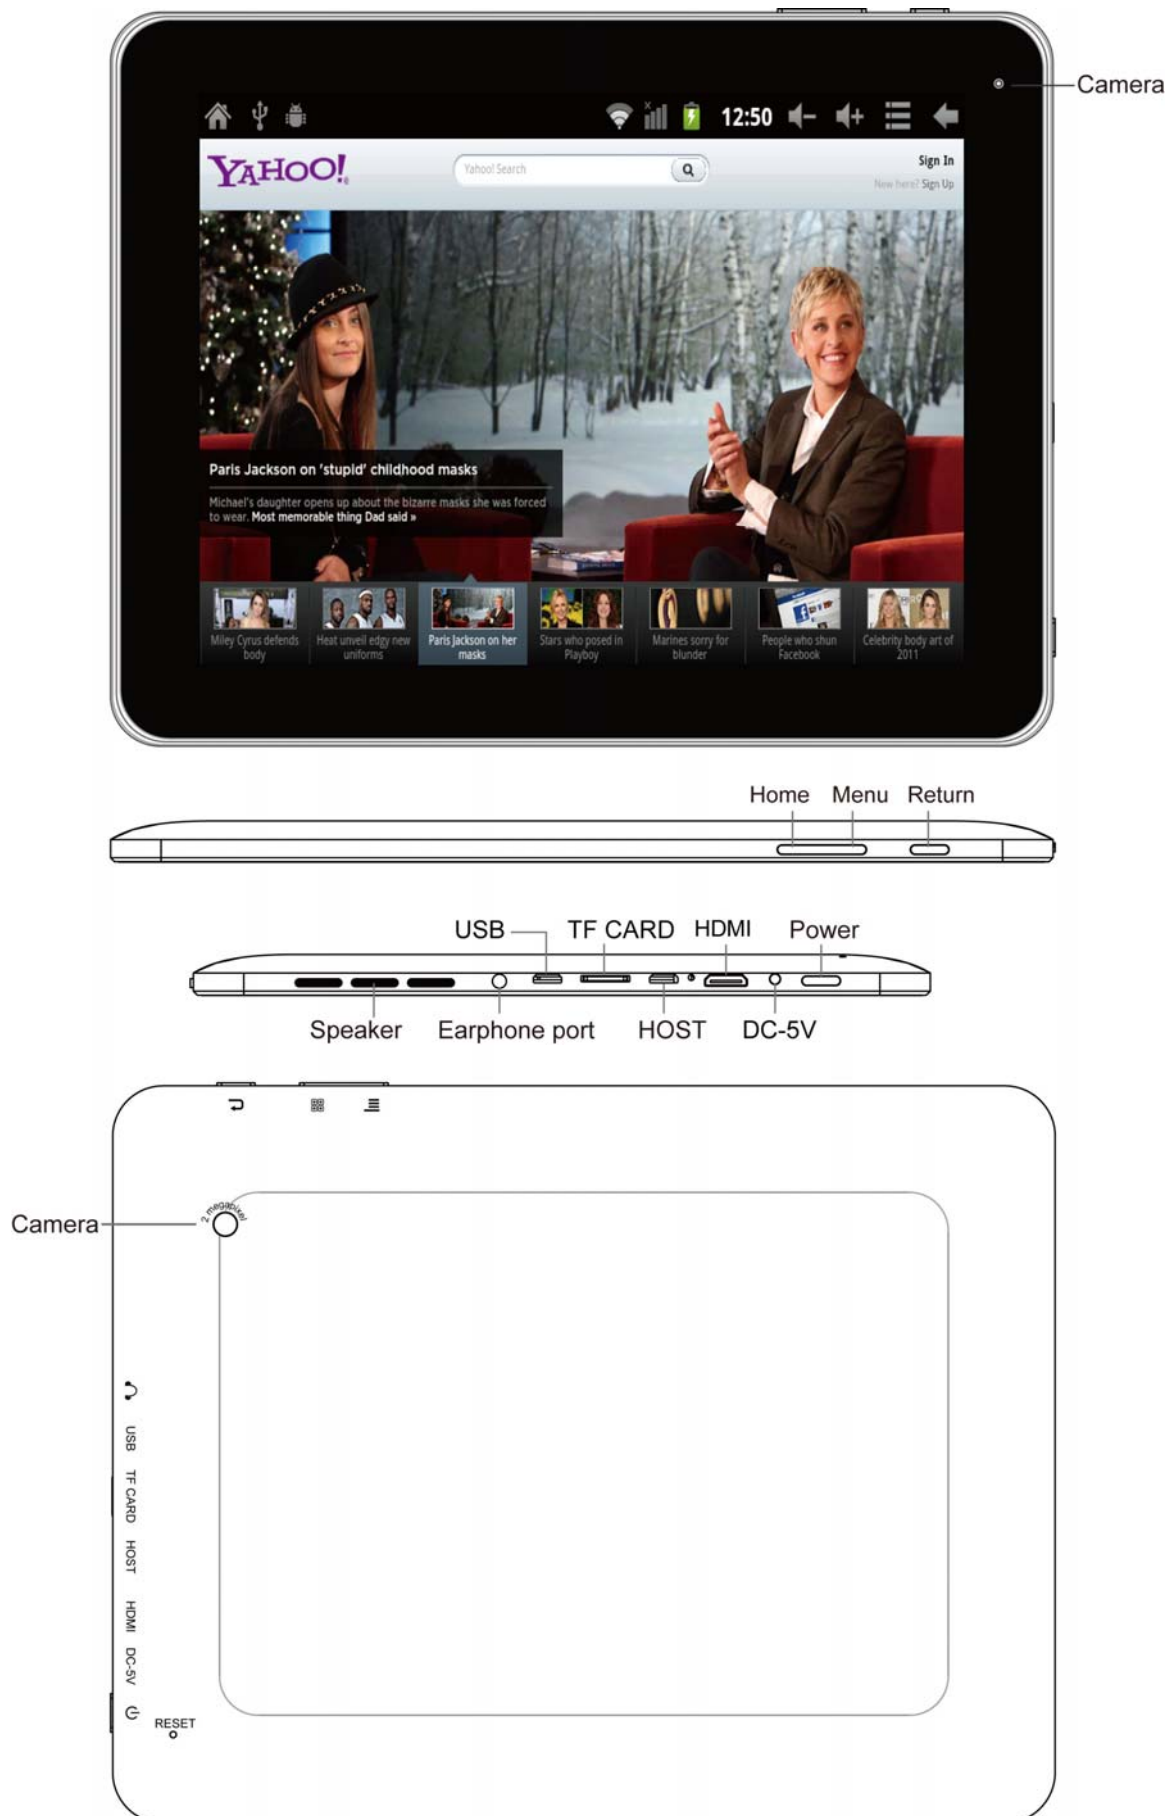 Camera
12:50
YAHOO!
Yahoo! Search
Sign In
New here? Sign Up
Paris Jackson on 'stupid' childhood masks
Michael's daughter opens up about the bizarre masks she was forced
to wear. Most memorable thing Dad said »
Miley Cyrus defends
body
Heat unveil edgy new
uniforms
Paris Jackson on her
masks
Stars who posed in
Playboy
Marines sorry for
blunder
People who shun
Facebook
Celebrity body art of
2011
Home Menu Return
USB TF CARD HDMI Power
Speaker Earphone port HOST DC-5V
2 megapixel
Camera
USB
TF CARD
HOST
HDMI
DC-5V
RESET